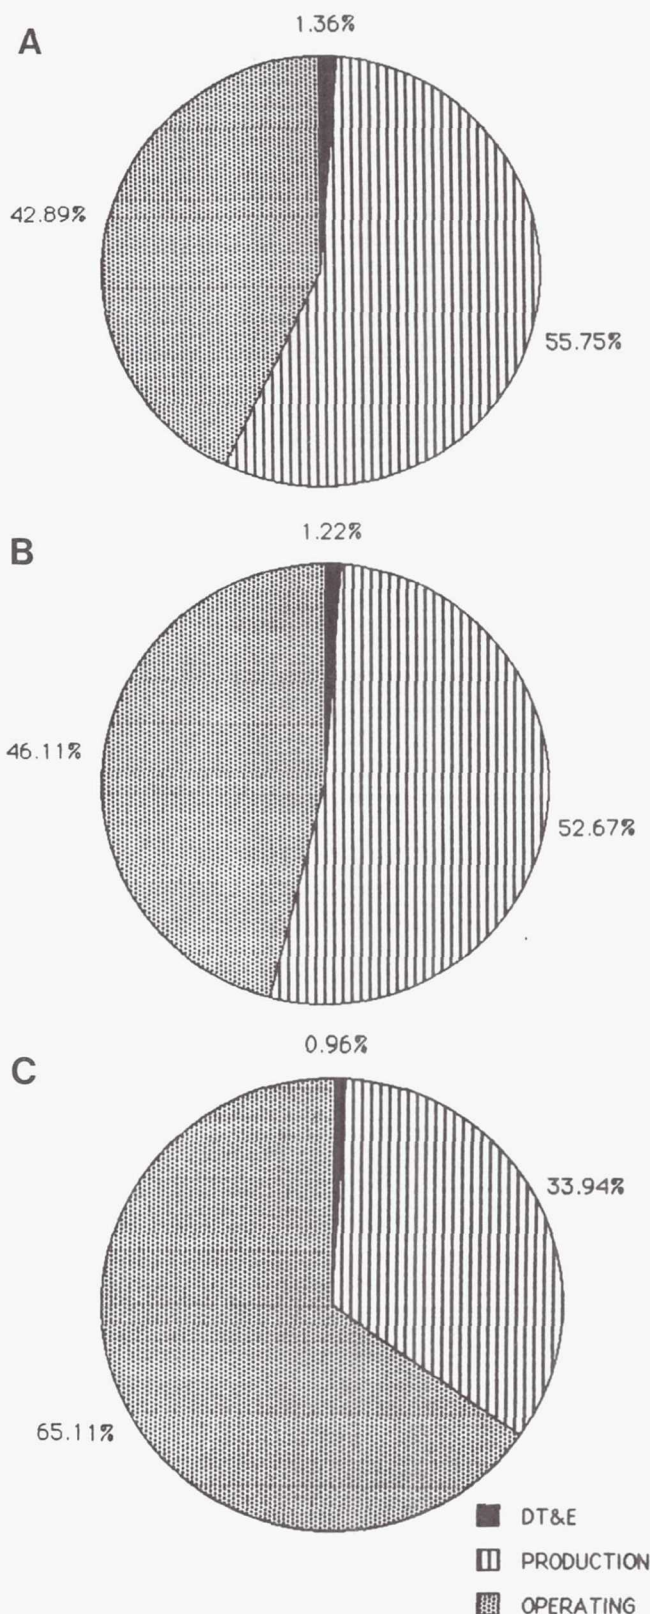 A
1.36%
42.89%
55.75%
B
1.22%
46.11%
52.67%
C
0.96%
33.94%
65.11%
DT&E
PRODUCTION
OPERATING